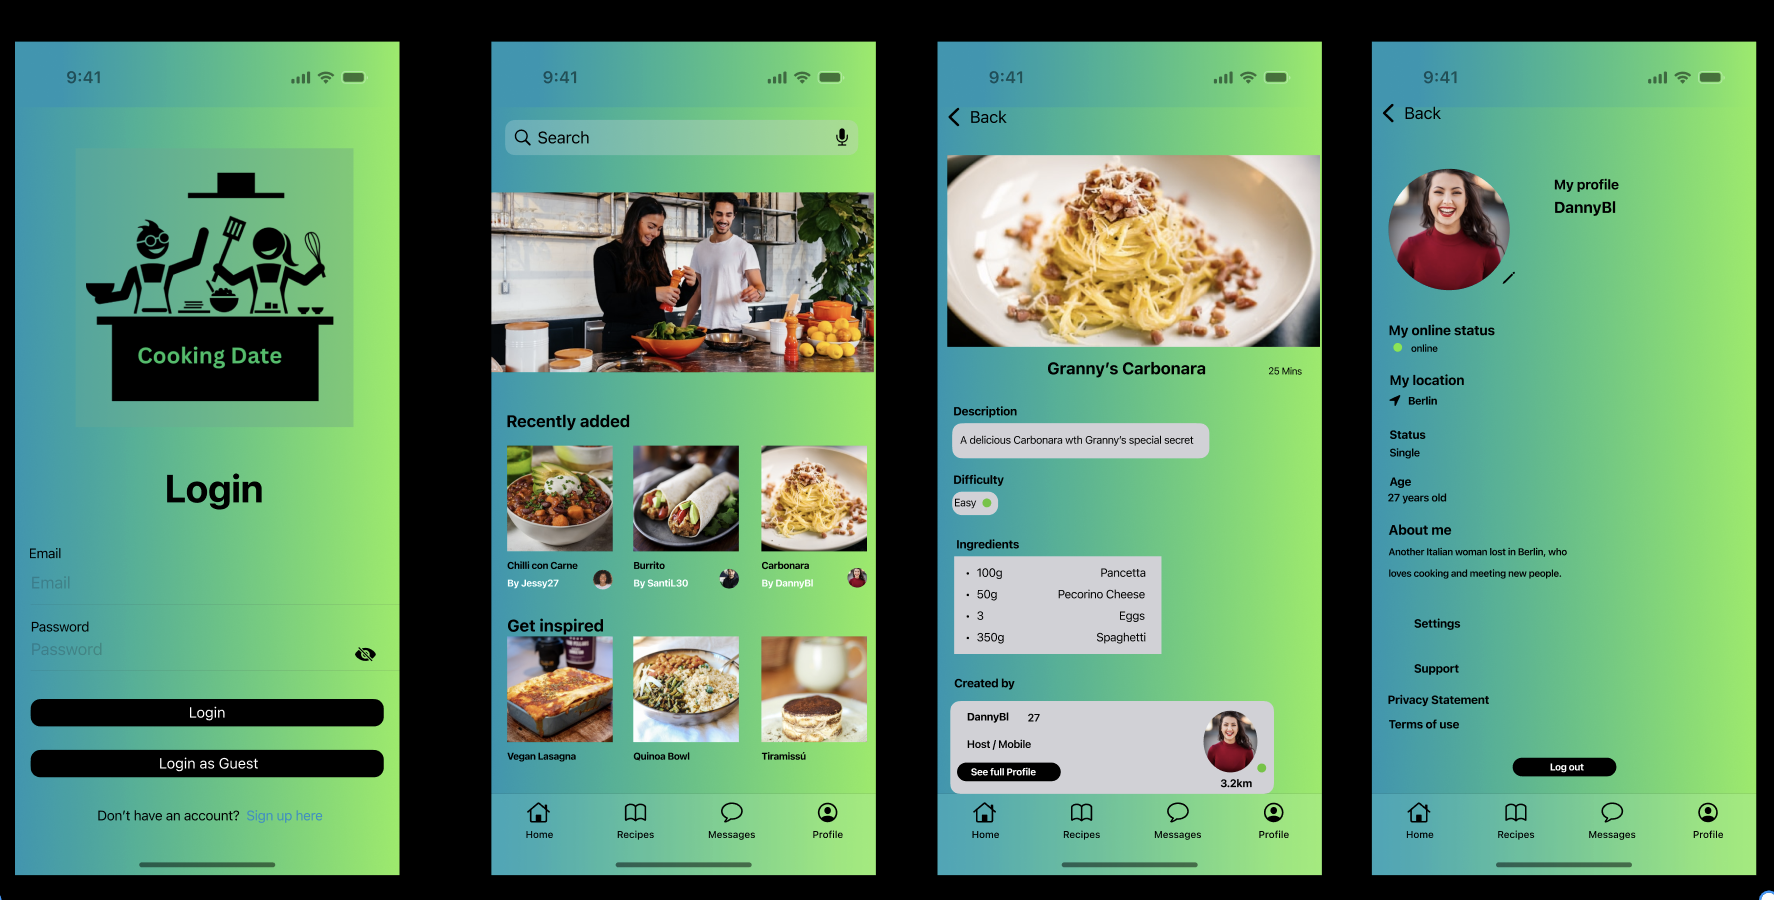 9:41
Cooking Date
Login
Email
Email
Password
Password
Login
Login as Guest
Don't have an account? Sign up here
9:41
Search
Recently added
Chilli con Carne
By Jessy27
Burrito
By SantiL30
Carbonara
By DannyBl
Get inspired
Vegan Lasagna
Quinoa Bowl
Tiramissú
Home
Recipes
Messages
Profile
9:41
Back
Granny's Carbonara
25 Mins
Description
A delicious Carbonara wth Granny's special secret
Difficulty
Easy
Ingredients
• 100g Pancetta
• 50g Pecorino Cheese
• 3 Eggs
• 350g Spaghetti
Created by
DannyBl 27
Host / Mobile
See full Profile
3.2km
Home
Recipes
Messages
Profile
9:41
Back
My profile
DannyBl
My online status
online
My location
Berlin
Status
Single
Age
27 years old
About me
Another Italian woman lost in Berlin, who
loves cooking and meeting new people.
Settings
Support
Privacy Statement
Terms of use
Log out
Home
Recipes
Messages
Profile